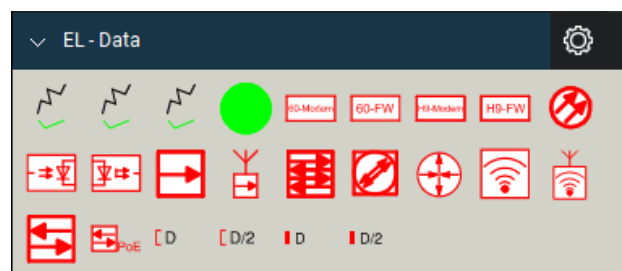 EL - Data
60-Modem 60-FW H9-Modem H9-FW
PoE D D/2 D D/2